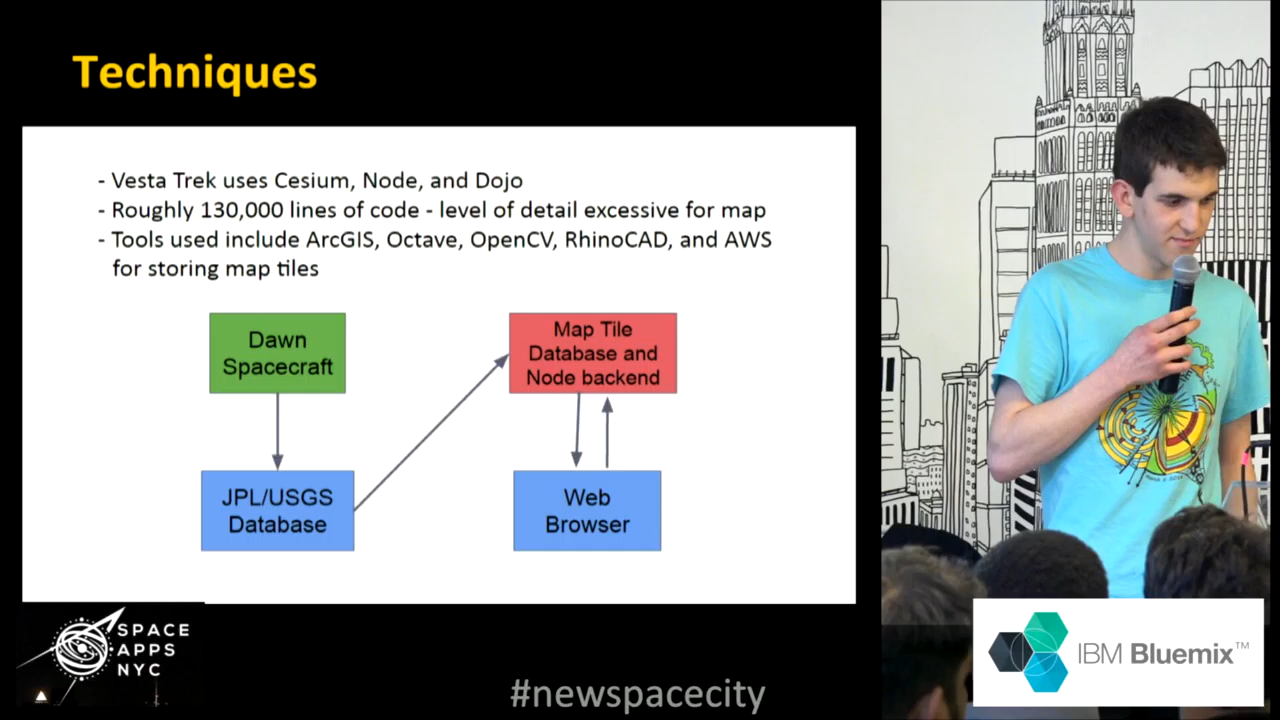 Techniques
- Vesta Trek uses Cesium, Node, and Dojo
- Roughly 130,000 lines of code - level of detail excessive for map
- Tools used include ArcGIS, Octave, OpenCV, RhinoCAD, and AWS
for storing map tiles
Dawn
Spacecraft
Map Tile
Database and
Node backend
JPL/USGS
Database
Web
Browser
SPACE
APPS
NYC
#newspacecity
IBM Bluemix™